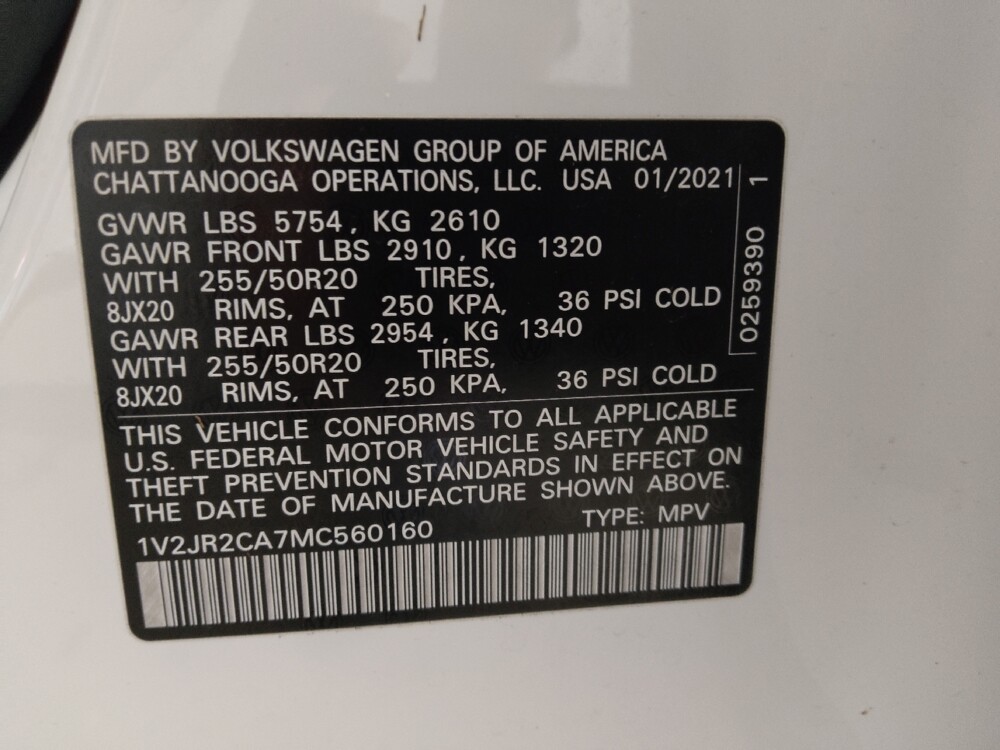 MFD BY VOLKSWAGEN GROUP OF AMERICA
CHATTANOOGA OPERATIONS, LLC. USA 01/2021
GVWR LBS 5754, KG 2610
GAWR FRONT LBS 2910, KG 1320
WITH 255/50R20 TIRES,
8JX20 RIMS, AT 250 KPA, 36 PSI COLD
GAWR REAR LBS 2954, KG 1340
WITH 255/50R20 TIRES,
8JX20 RIMS, AT 250 KPA, 36 PSI COLD
0259390 1
THIS VEHICLE CONFORMS TO ALL APPLICABLE
U.S. FEDERAL MOTOR VEHICLE SAFETY AND
THEFT PREVENTION STANDARDS IN EFFECT ON
THE DATE OF MANUFACTURE SHOWN ABOVE.
1V2JR2CA7MC560160 TYPE: MPV